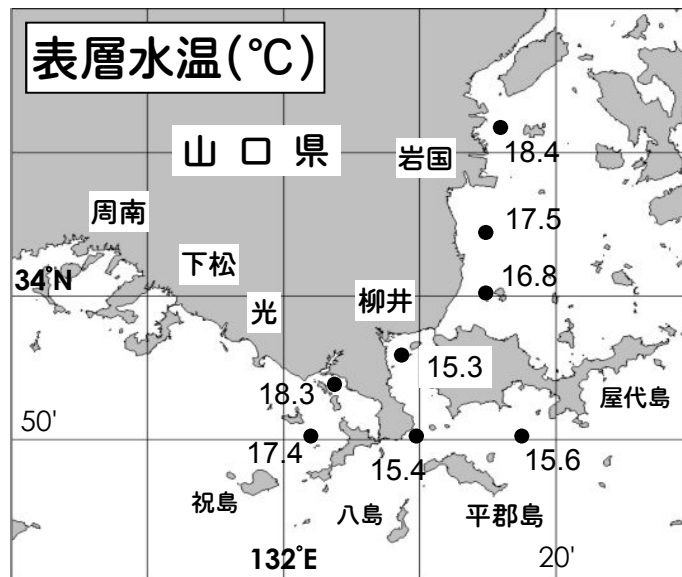 表層水温(℃)
山口県
岩国
18.4
周南
17.5
下松
34°N
16.8
光
柳井
15.3
18.3
屋代島
50'
17.4
15.4
15.6
祝島
八島
平郡島
132°E
20'